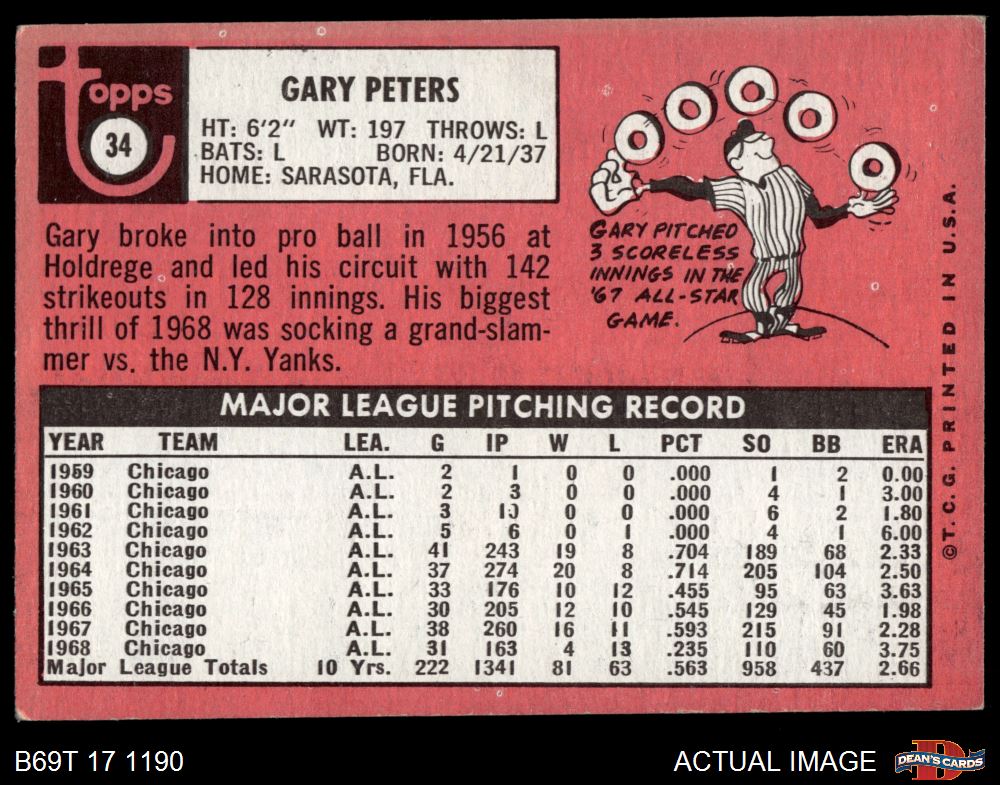 topps
34
GARY PETERS
HT: 6'2" WT: 197 THROWS: L
BATS: L BORN: 4/21/37
HOME: SARASOTA, FLA.
Gary broke into pro ball in 1956 at
Holdrege and led his circuit with 142
strikeouts in 128 innings. His biggest
thrill of 1968 was socking a grand-slam-
mer vs. the N.Y. Yanks.
GARY PITCHED
3 SCORELESS
INNINGS IN THE
'67 ALL-STAR
GAME.
MAJOR LEAGUE PITCHING RECORD
YEAR TEAM LEA. G IP W L PCT SO BB ERA
1959 Chicago A.L. 2 1 0 0 .000 1 2 0.00
1960 Chicago A.L. 2 3 0 0 .000 4 1 3.00
1961 Chicago A.L. 3 10 0 0 .000 6 2 1.80
1962 Chicago A.L. 5 6 0 1 .000 4 1 6.00
1963 Chicago A.L. 41 243 19 8 .704 189 68 2.33
1964 Chicago A.L. 37 274 20 8 .714 205 104 2.50
1965 Chicago A.L. 33 176 10 12 .455 95 63 3.63
1966 Chicago A.L. 30 205 12 10 .545 129 45 1.98
1967 Chicago A.L. 38 260 16 11 .593 215 91 2.28
1968 Chicago A.L. 31 163 4 13 .235 110 60 3.75
Major League Totals 10 Yrs. 222 1341 81 63 .563 958 437 2.66
©T.C.G. PRINTED IN U.S.A.
B69T 17 1190
ACTUAL IMAGE
DEAN'S CARDS